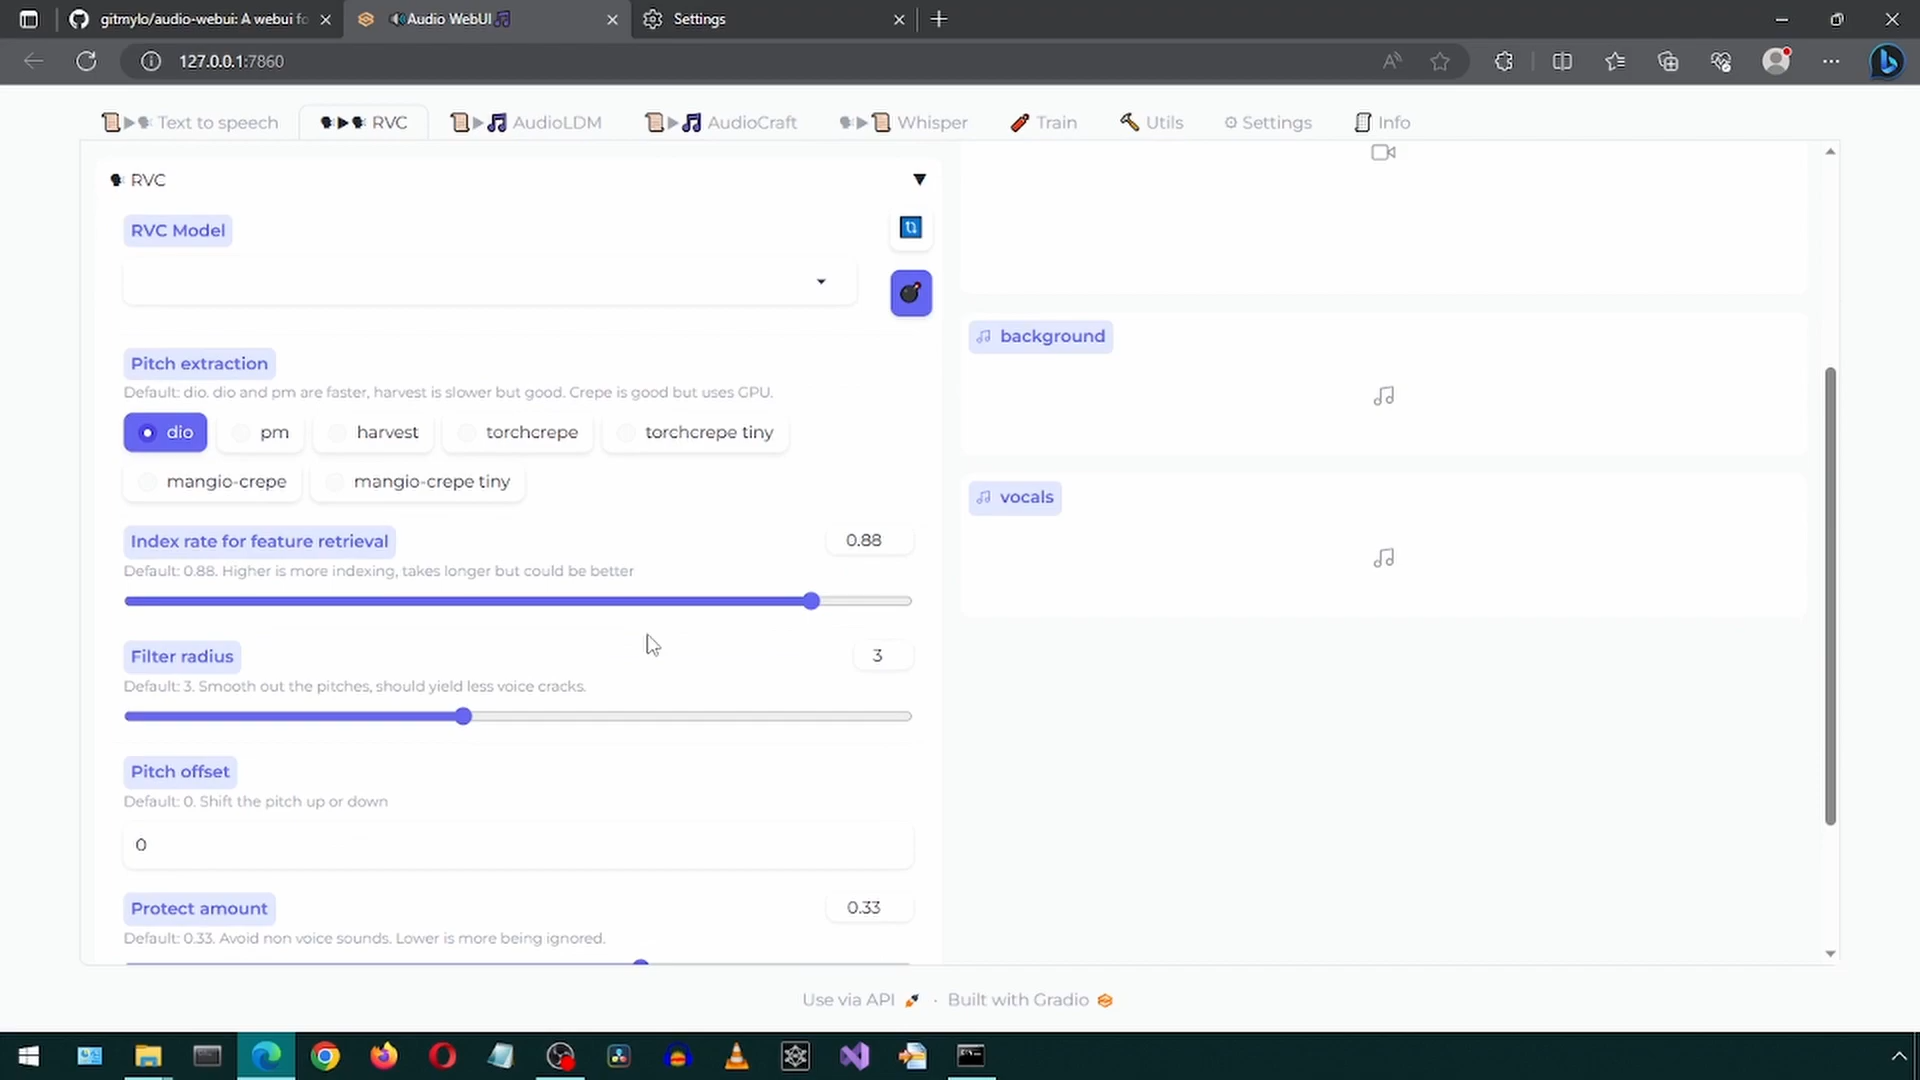 gitmylo/audio-webui: A webui fo
Audio WebUI
Settings
127.0.0.1:7860
Text to speech
RVC
AudioLDM
AudioCraft
Whisper
Train
Utils
Settings
Info
RVC
RVC Model
Pitch extraction
Default: dio. dio and pm are faster, harvest is slower but good. Crepe is good but uses GPU.
dio
pm
harvest
torchcrepe
torchcrepe tiny
mangio-crepe
mangio-crepe tiny
Index rate for feature retrieval
0.88
Default: 0.88. Higher is more indexing, takes longer but could be better
Filter radius
3
Default: 3. Smooth out the pitches, should yield less voice cracks.
Pitch offset
Default: 0. Shift the pitch up or down
0
Protect amount
0.33
Default: 0.33. Avoid non voice sounds. Lower is more being ignored.
background
vocals
Use via API
·
Built with Gradio